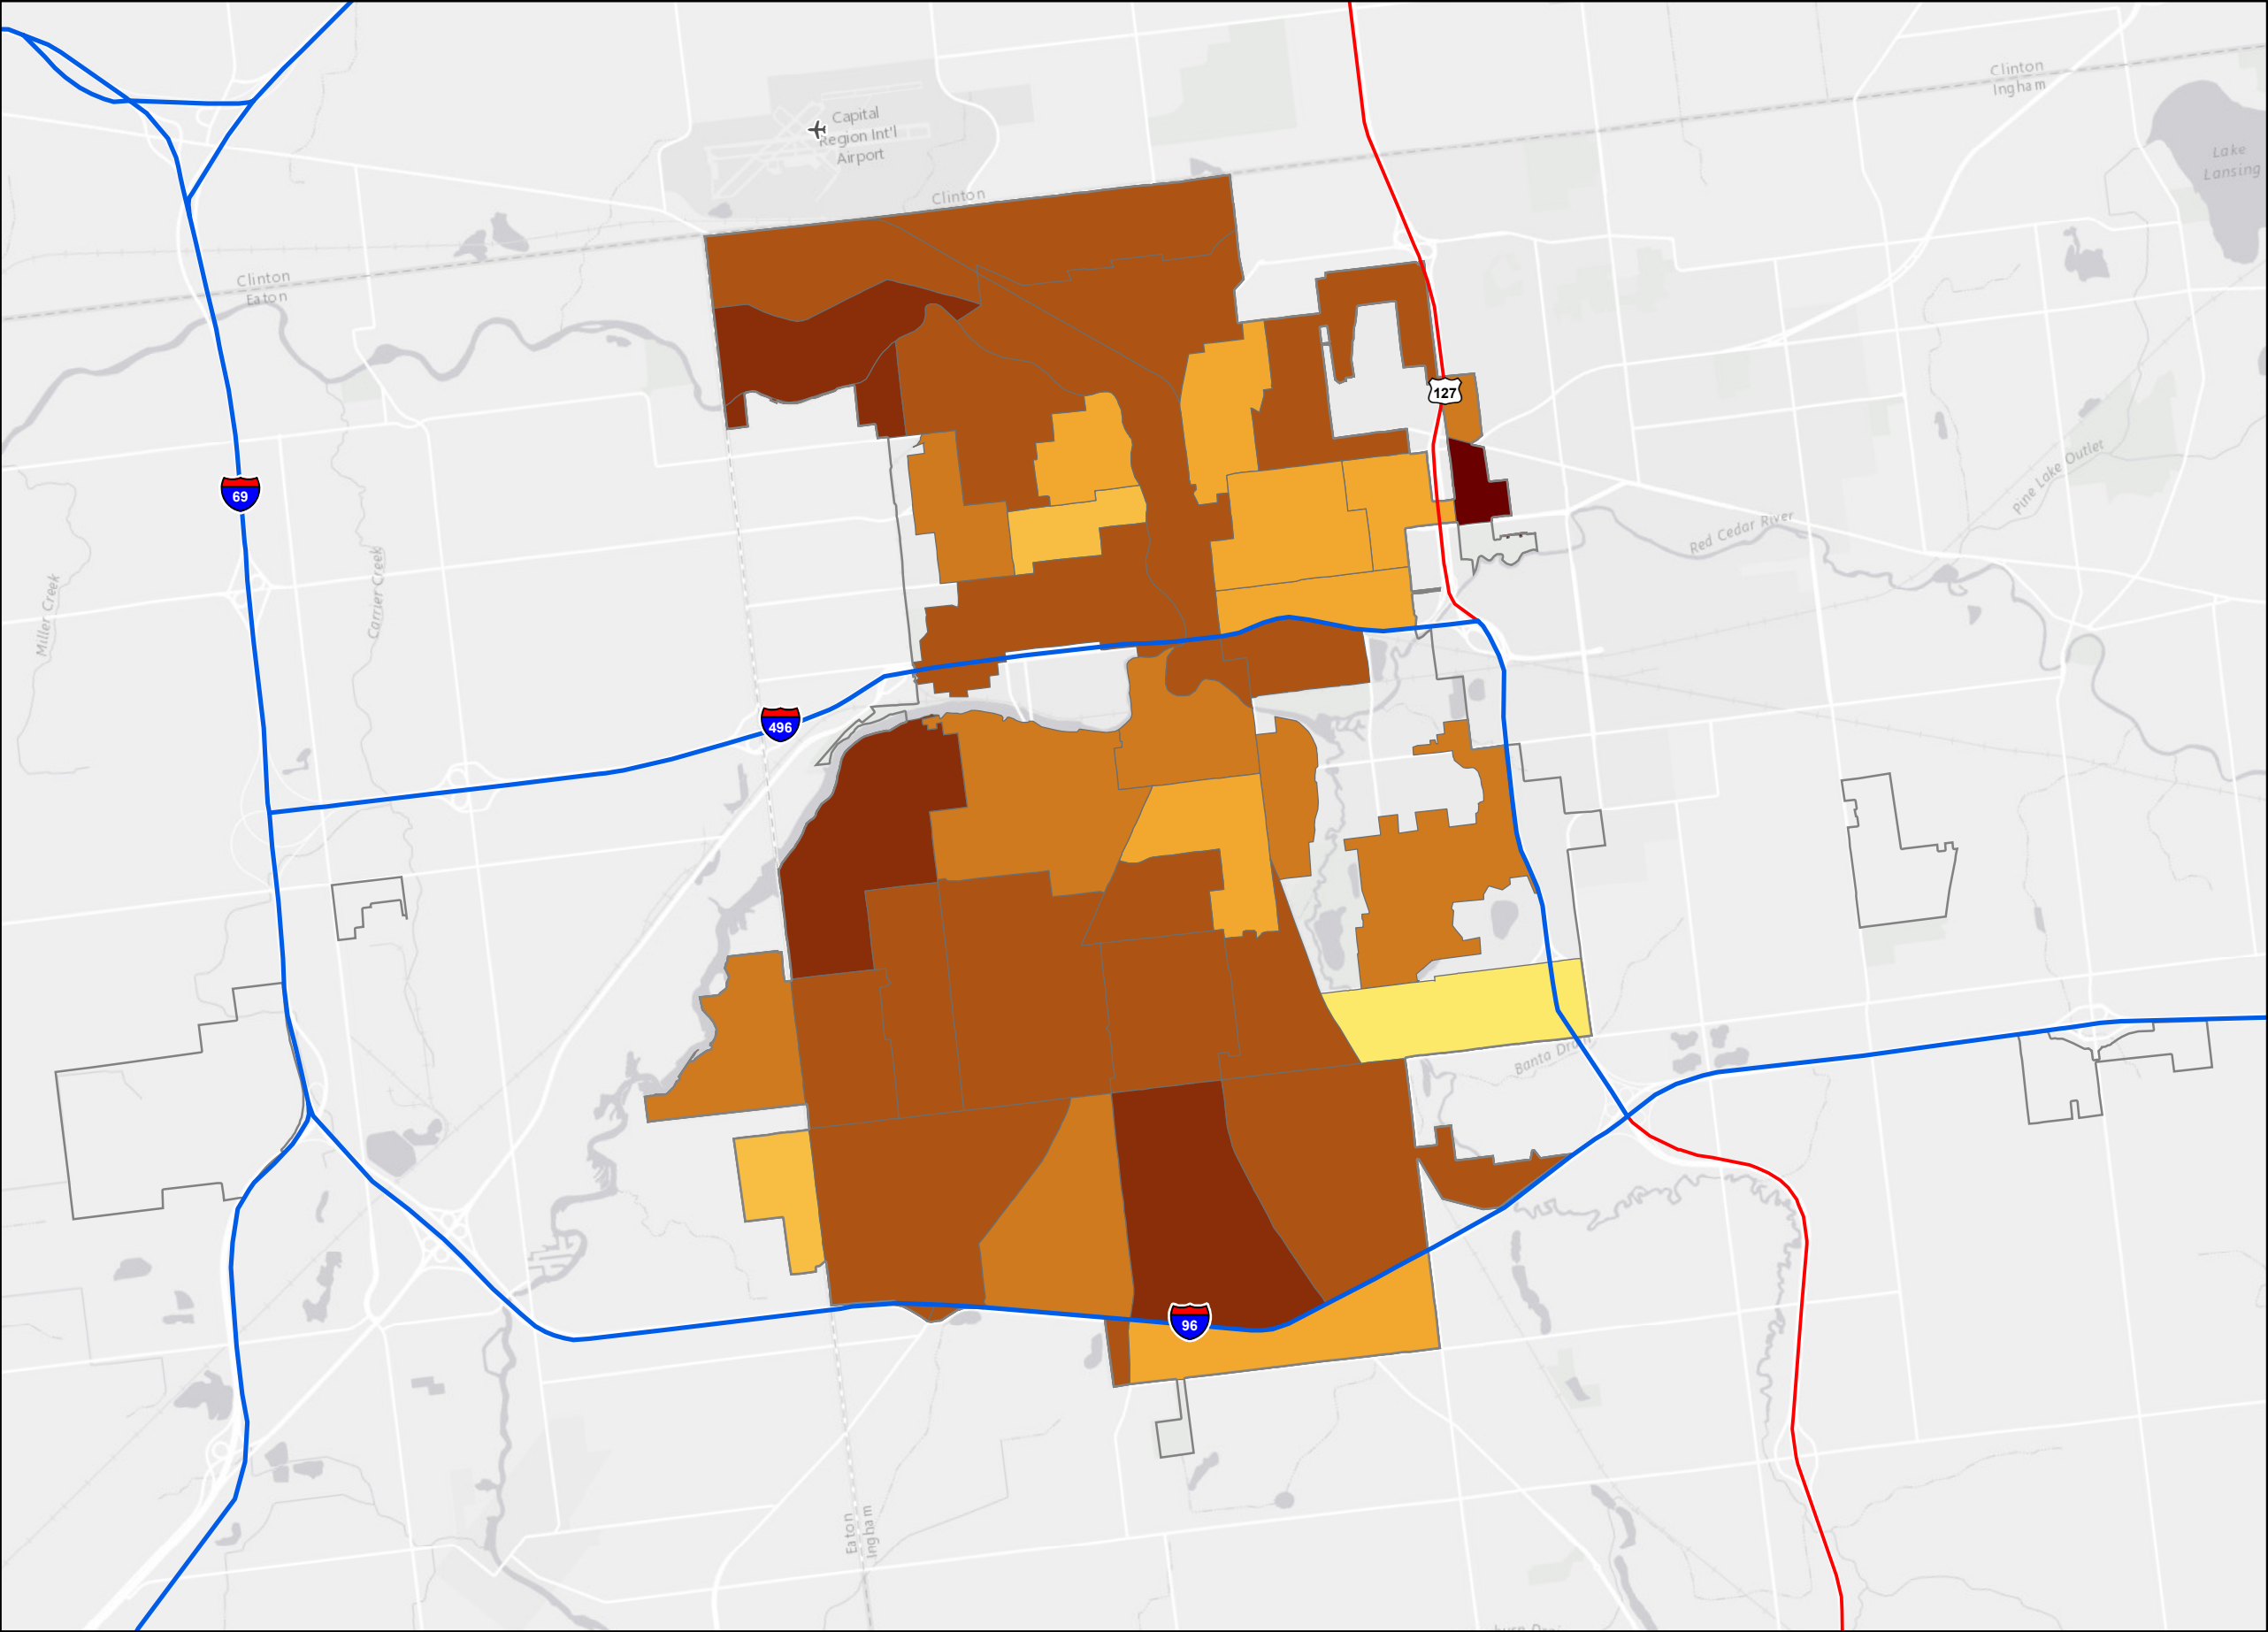 Clinton
Ingham
Capital
Region Int'l
Airport
Lake
Lansing
Clinton
Clinton
Eaton
127
Pine Lake Outlet
69
Red Cedar River
Miller Creek
Carrier Creek
496
Banta Drain
96
Eaton
Ingham